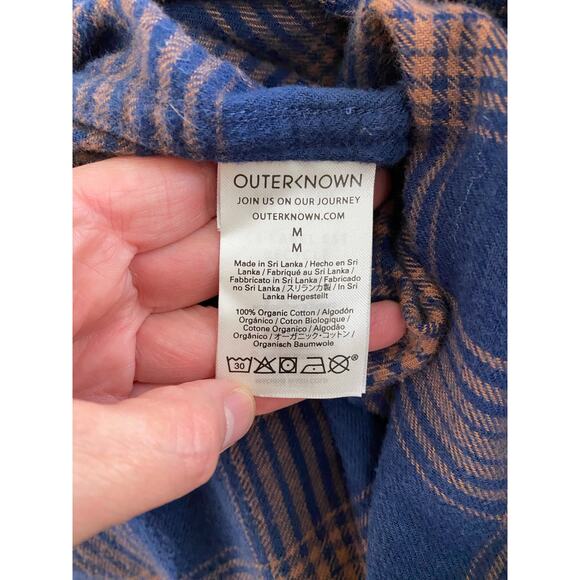 OUTERKNOWN
JOIN US ON OUR JOURNEY
OUTERKNOWN.COM
M
M
Made in Sri Lanka / Hecho en Sri
Lanka / Fabriqué au Sri Lanka /
Fabbricato in Sri Lanka / Fabricado
no Sri Lanka / スリランカ製 / In Sri
Lanka Hergestellt
100% Organic Cotton / Algodón
Orgánico / Coton Biologique /
Cotone Organico / Algodão
Orgânico / オーガニック・コットン /
Organisch Baumwole
30 ®